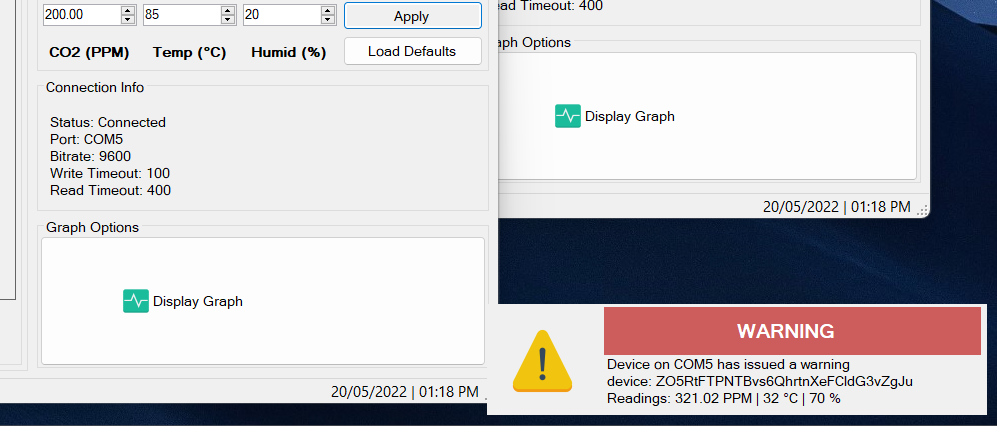 200.00 85 20 Apply
CO2 (PPM) Temp (°C) Humid (%) Load Defaults
Connection Info
Status: Connected
Port: COM5
Bitrate: 9600
Write Timeout: 100
Read Timeout: 400
Graph Options
Display Graph
20/05/2022 | 01:18 PM
ead Timeout: 400
aph Options
Display Graph
20/05/2022 | 01:18 PM
WARNING
Device on COM5 has issued a warning
device: ZO5RtFTPNTBvs6QhrtnXeFCldG3vZgJu
Readings: 321.02 PPM | 32 °C | 70 %